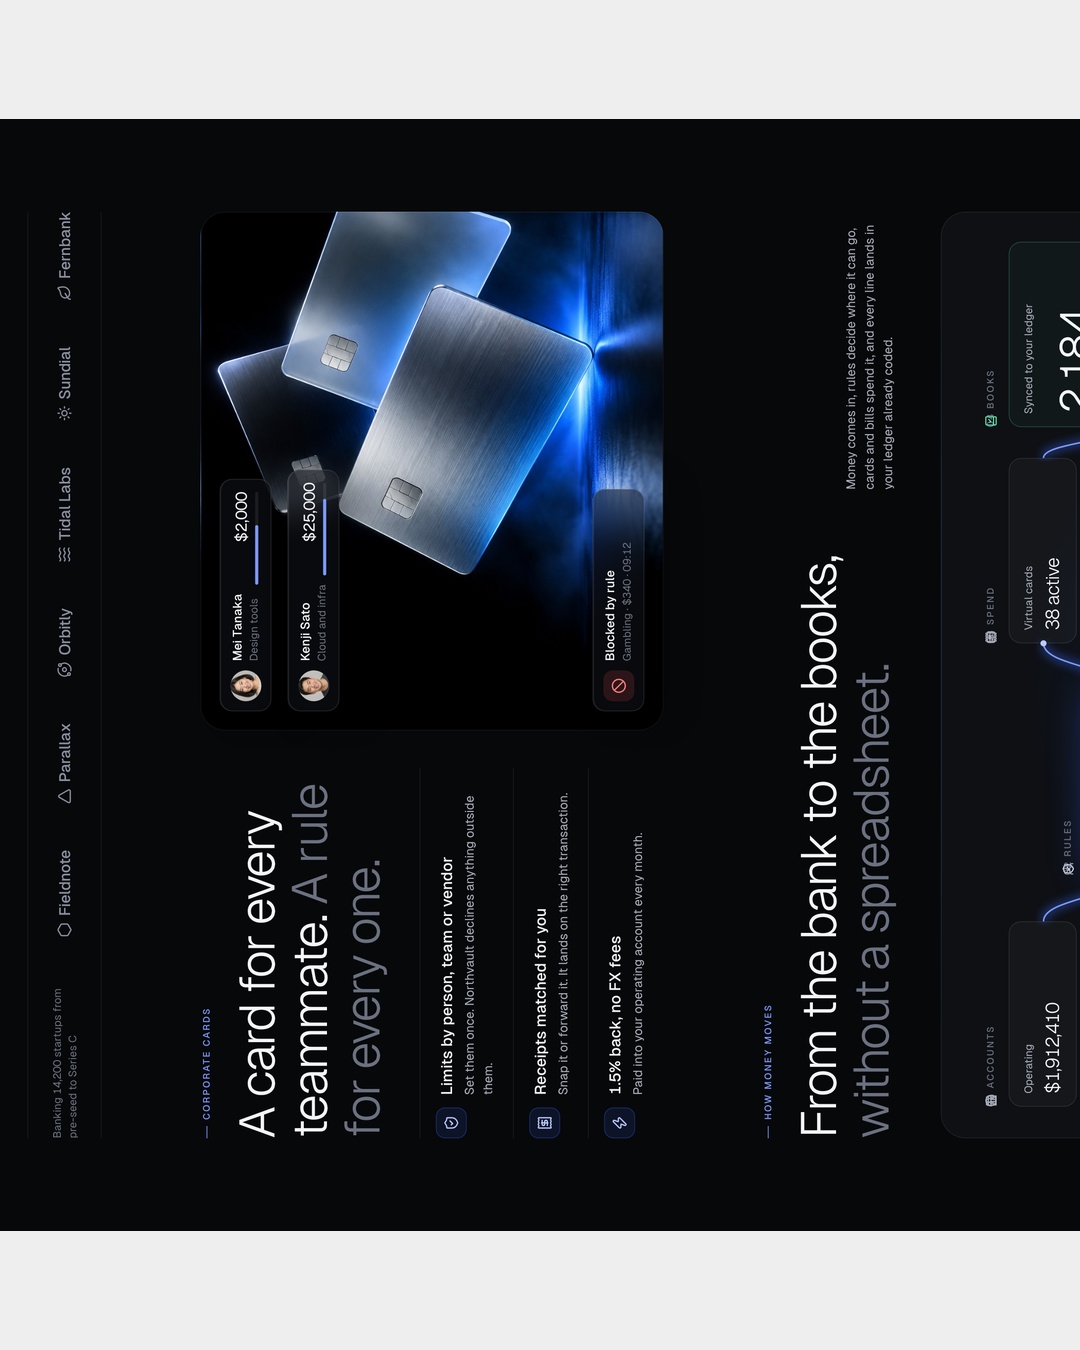 Banking 14,200 startups from
pre-seed to Series C
Fieldnote
Parallax
Orbitly
Tidal Labs
Sundial
Fernbank
— CORPORATE CARDS
A card for every
teammate. A rule
for every one.
Limits by person, team or vendor
Set them once. Northvault declines anything outside
them.
Receipts matched for you
Snap it or forward it. It lands on the right transaction.
1.5% back, no FX fees
Paid into your operating account every month.
Mei Tanaka
Design tools
$2,000
Kenji Sato
Cloud and infra
$25,000
Blocked by rule
Gambling · $340 · 09:12
— HOW MONEY MOVES
From the bank to the books,
without a spreadsheet.
Money comes in, rules decide where it can go,
cards and bills spend it, and every line lands in
your ledger already coded.
ACCOUNTS
Operating
$1,912,410
RULES
SPEND
Virtual cards
38 active
BOOKS
Synced to your ledger
2,184